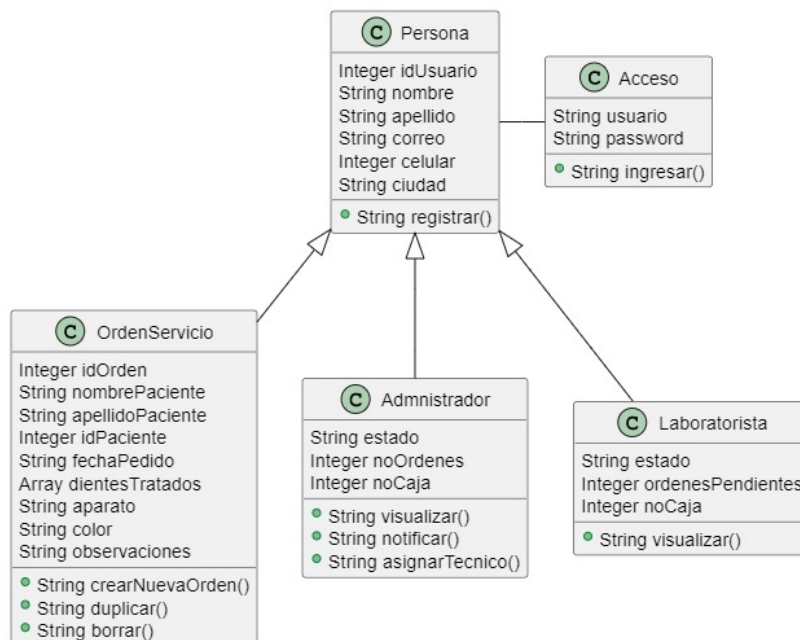 C Persona
Integer idUsuario
String nombre
String apellido
String correo
Integer celular
String ciudad
String registrar()
C Acceso
String usuario
String password
String ingresar()
C OrdenServicio
Integer idOrden
String nombrePaciente
String apellidoPaciente
Integer idPaciente
String fechaPedido
Array dientesTratados
String aparato
String color
String observaciones
String crearNuevaOrden()
String duplicar()
String borrar()
C Admnistrador
String estado
Integer noOrdenes
Integer noCaja
String visualizar()
String notificar()
String asignarTecnico()
C Laboratorista
String estado
Integer ordenesPendientes
Integer noCaja
String visualizar()